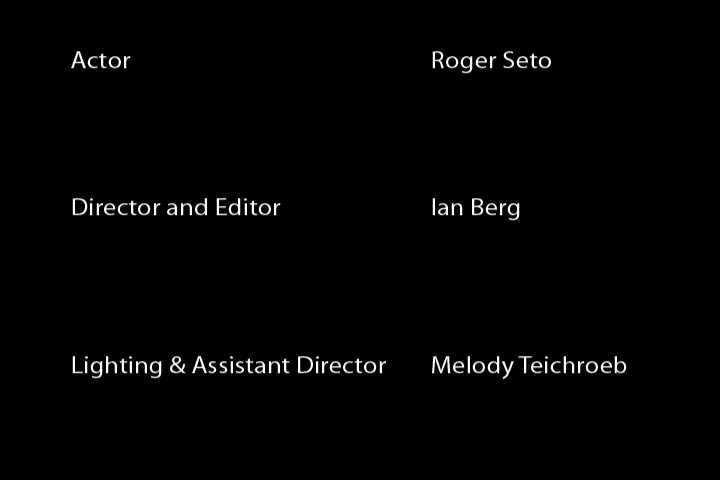 Actor Roger Seto
Director and Editor Ian Berg
Lighting & Assistant Director Melody Teichroeb